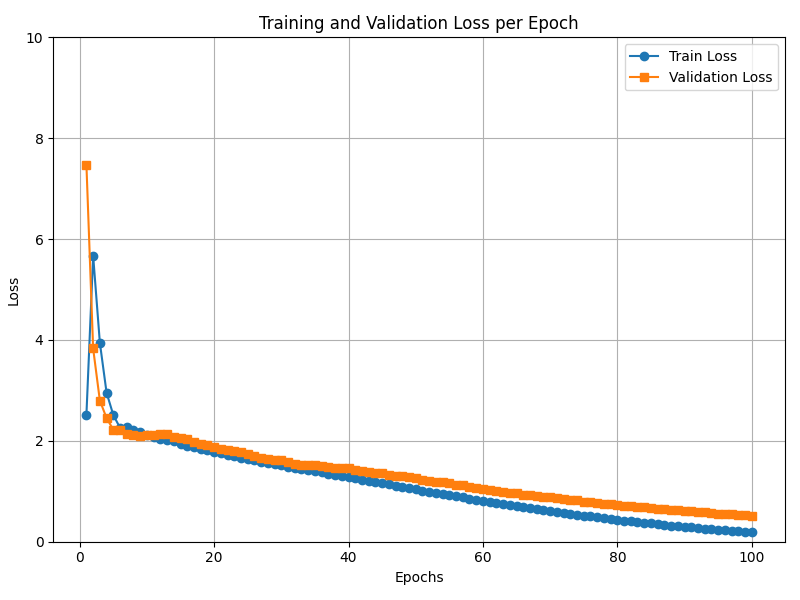 Training and Validation Loss per Epoch
Train Loss
Validation Loss
Loss
10
8
6
4
2
0
0 20 40 60 80 100
Epochs